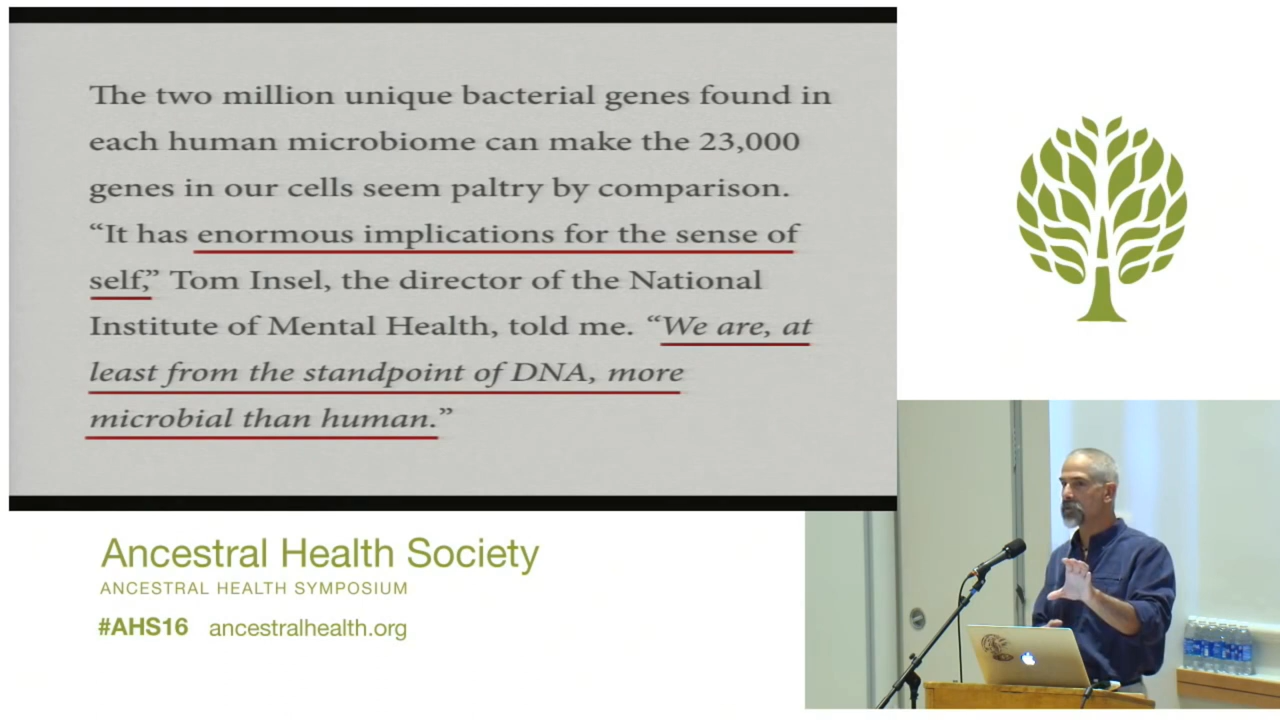 The two million unique bacterial genes found in
each human microbiome can make the 23,000
genes in our cells seem paltry by comparison.
“It has enormous implications for the sense of
self,” Tom Insel, the director of the National
Institute of Mental Health, told me. “We are, at
least from the standpoint of DNA, more
microbial than human.”
Ancestral Health Society
ANCESTRAL HEALTH SYMPOSIUM
#AHS16 ancestralhealth.org